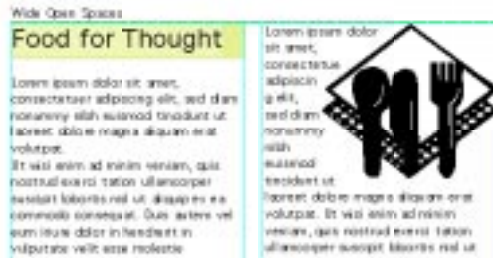 Wide Open Spaces
Food for Thought
Lorem ipsum dolor sit amet,
consectetuer adipiscing elit, sed diam
nonummy nibh euismod tincidunt ut
laoreet dolore magna aliquam erat
volutpat.
Ut wisi enim ad minim veniam, quis
nostrud exerci tation ullamcorper
suscipit lobortis nisl ut aliquip ex ea
commodo consequat. Duis autem vel
eum iriure dolor in hendrerit in
vulputate velit esse molestie
Lorem ipsum dolor
sit amet,
consectetue
adipiscin
g elit,
sed diam
nonummy
nibh
euismod
tincidunt ut
laoreet dolore magna aliquam erat
volutpat. Ut wisi enim ad minim
veniam, quis nostrud exerci tation
ullamcorper suscipit lobortis nisl ut